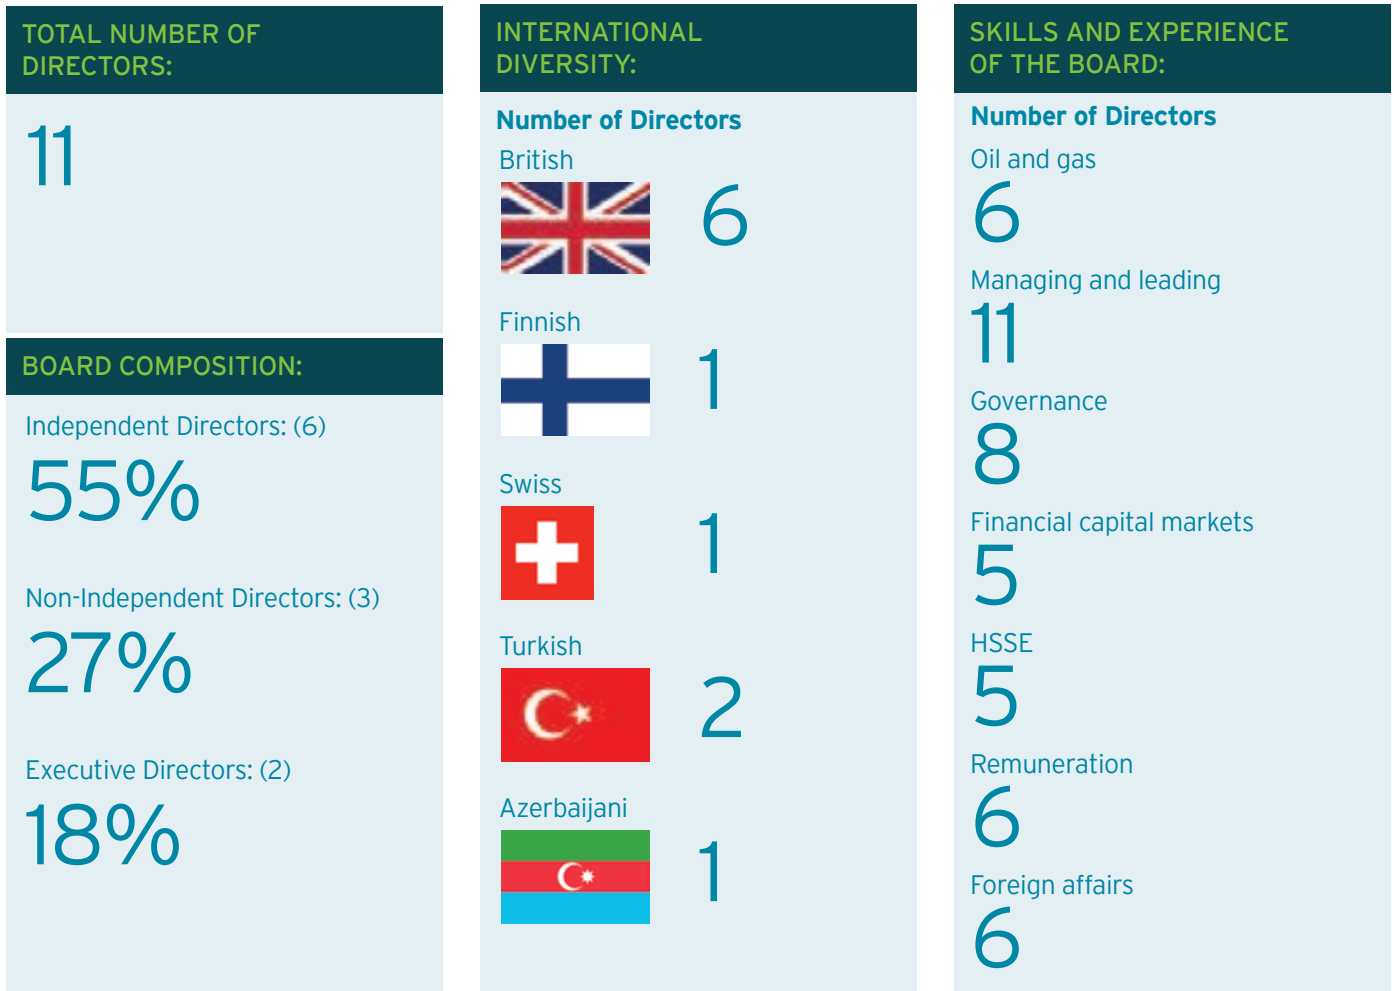 TOTAL NUMBER OF
DIRECTORS:
11
BOARD COMPOSITION:
Independent Directors: (6)
55%
Non-Independent Directors: (3)
27%
Executive Directors: (2)
18%
INTERNATIONAL
DIVERSITY:
Number of Directors
British
6
Finnish
1
Swiss
1
Turkish
2
Azerbaijani
1
SKILLS AND EXPERIENCE
OF THE BOARD:
Number of Directors
Oil and gas
6
Managing and leading
11
Governance
8
Financial capital markets
5
HSSE
5
Remuneration
6
Foreign affairs
6